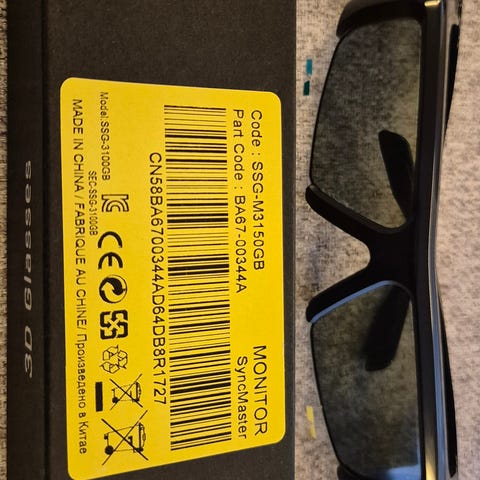 3D Glasses
Code : SSG-M3150GB
Part Code : BA67-00344A
MONITOR
SyncMaster
CN58BA6700344AD64DB8R1727
Model:SSG-3100GB
SEC-SSG-3100GB
MADE IN CHINA / FABRIQUE AU CHINE/ Произведено в Китае